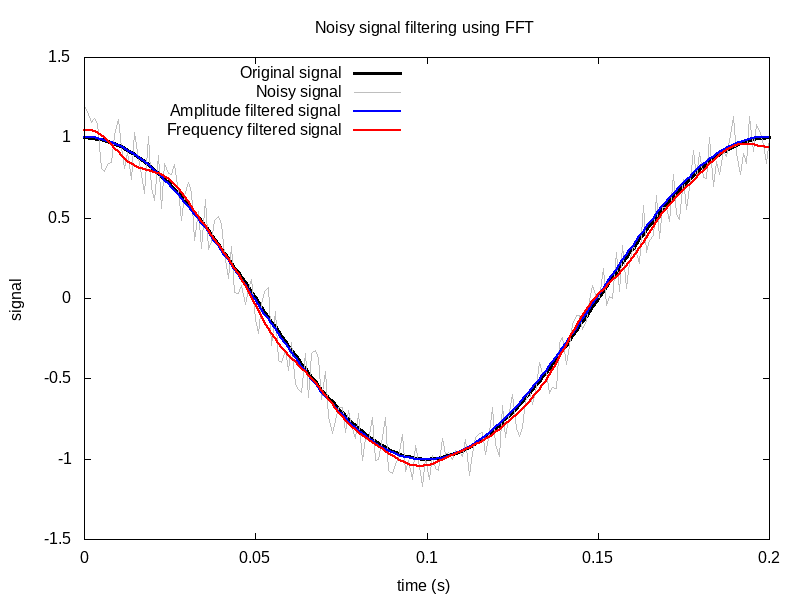 Noisy signal filtering using FFT
1.5
1
0.5
0
-0.5
-1
-1.5
signal
Original signal
Noisy signal
Amplitude filtered signal
Frequency filtered signal
0
0.05
0.1
0.15
0.2
time (s)